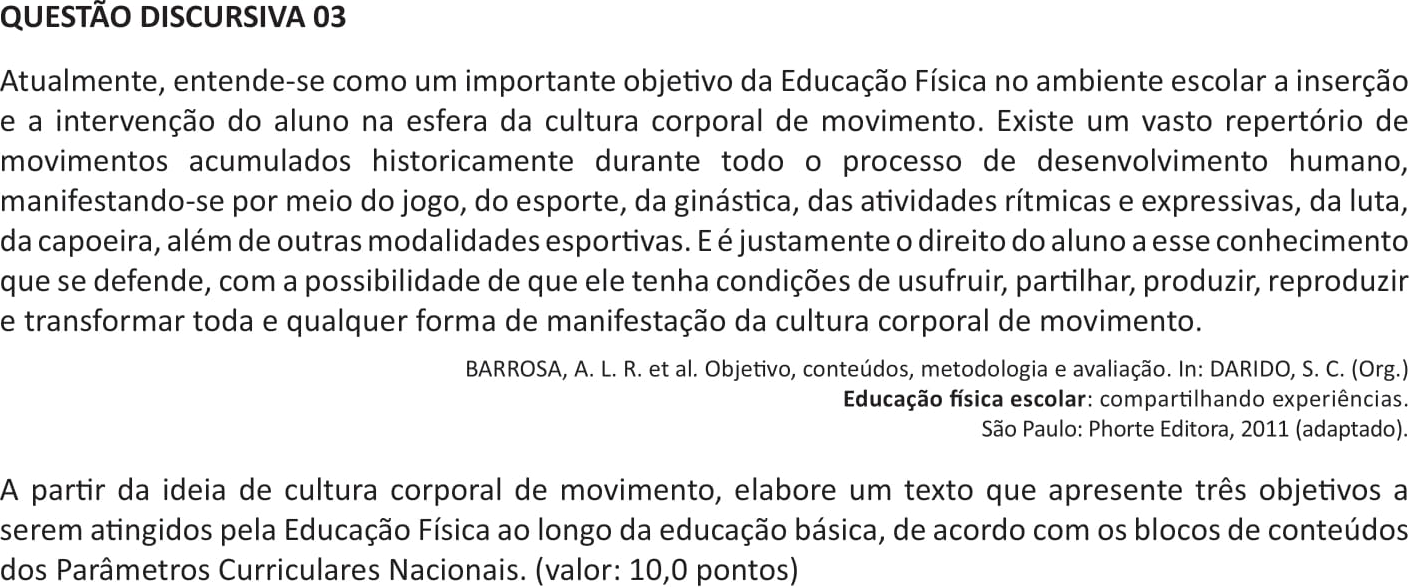 QUESTÃO DISCURSIVA 03
Atualmente, entende-se como um importante objetivo da Educação Física no ambiente escolar a inserção
e a intervenção do aluno na esfera da cultura corporal de movimento. Existe um vasto repertório de
movimentos acumulados historicamente durante todo o processo de desenvolvimento humano,
manifestando-se por meio do jogo, do esporte, da ginástica, das atividades rítmicas e expressivas, da luta,
da capoeira, além de outras modalidades esportivas. E é justamente o direito do aluno a esse conhecimento
que se defende, com a possibilidade de que ele tenha condições de usufruir, partilhar, produzir, reproduzir
e transformar toda e qualquer forma de manifestação da cultura corporal de movimento.
BARROSA, A. L. R. et al. Objetivo, conteúdos, metodologia e avaliação. In: DARIDO, S. C. (Org.)
Educação física escolar: compartilhando experiências.
São Paulo: Phorte Editora, 2011 (adaptado).
A partir da ideia de cultura corporal de movimento, elabore um texto que apresente três objetivos a
serem atingidos pela Educação Física ao longo da educação básica, de acordo com os blocos de conteúdos
dos Parâmetros Curriculares Nacionais. (valor: 10,0 pontos)